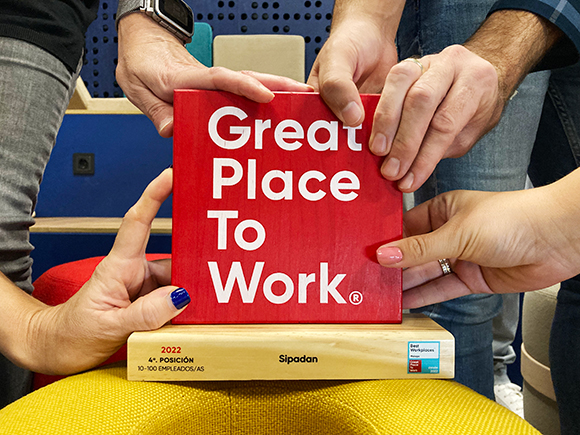 Great
Place
To
Work®
2022
4ª. POSICIÓN
10-100 EMPLEADOS/AS
Sipadan
Best
Workplaces